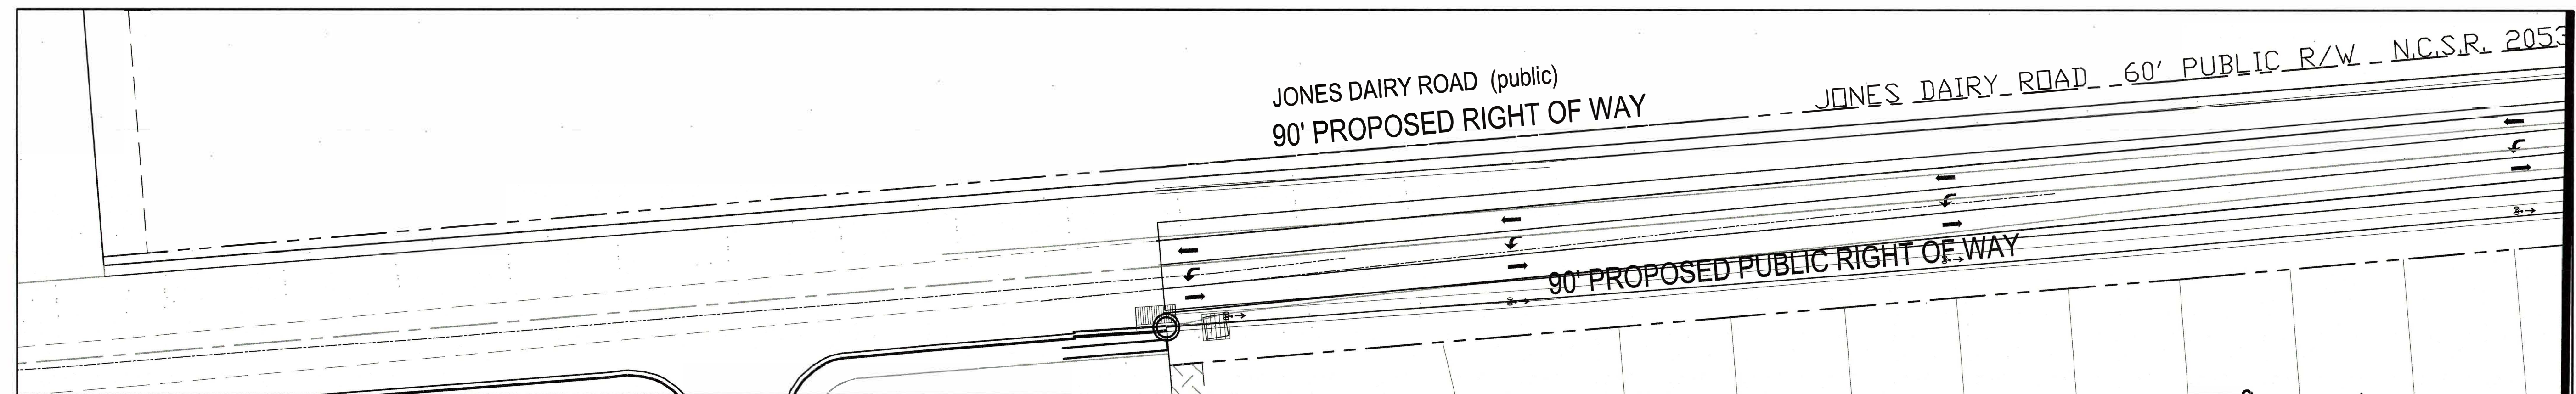 JONES DAIRY ROAD (public)
90' PROPOSED RIGHT OF WAY
JONES DAIRY ROAD 60' PUBLIC R/W N.C.S.R. 2053
90' PROPOSED PUBLIC RIGHT OF WAY